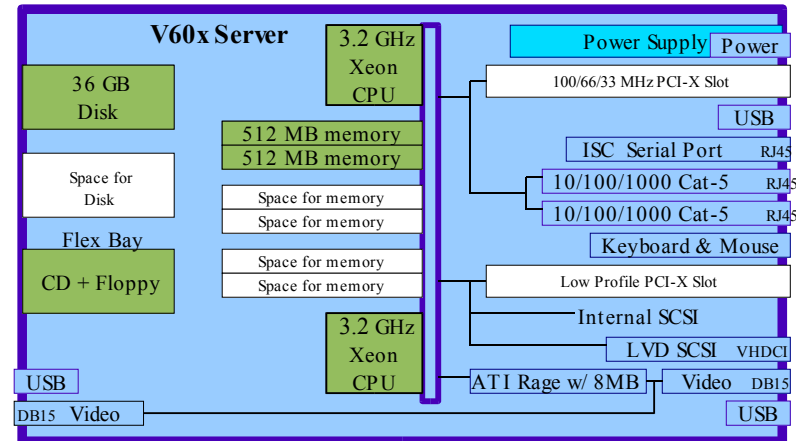 V60x Server
3.2 GHz
Xeon
CPU
Power Supply
Power
36 GB
Disk
100/66/33 MHz PCI-X Slot
USB
512 MB memory
512 MB memory
ISC Serial Port RJ45
Space for
Disk
10/100/1000 Cat-5 RJ45
Space for memory
Space for memory
10/100/1000 Cat-5 RJ45
Flex Bay
Keyboard & Mouse
CD + Floppy
Space for memory
Space for memory
Low Profile PCI-X Slot
Internal SCSI
3.2 GHz
Xeon
CPU
LVD SCSI VHDCI
USB
ATI Rage w/ 8MB
Video DB15
DB15 Video
USB